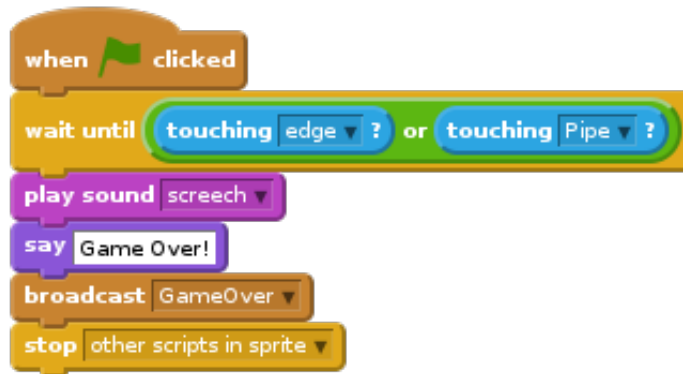 when clicked
wait until touching edge ? or touching Pipe ?
play sound screech
say Game Over!
broadcast GameOver
stop other scripts in sprite